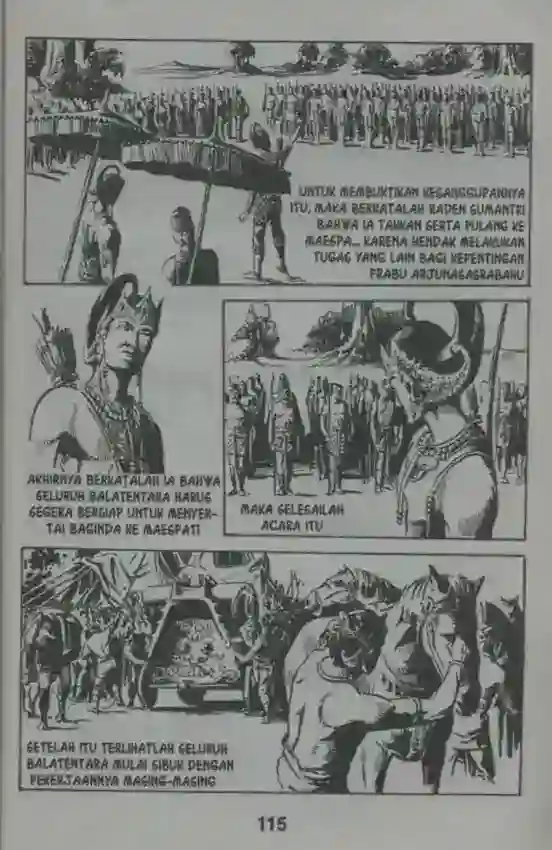 UNTUK MEMBUKTIKAN KESANGGUPANNYA
ITU, MAKA BERKATALAH RADEN SUMANTRI
BAHWA IA TAHKAN SERTA PULANG KE
MAESPA... KARENA HENDAK MELAKUKAN
TUGAS YANG LAIN BAGI KEPENTINGAN
PRABU ARJUNASASRABAHU
AKHIRNYA BERKATALAH IA BAHWA
SELURUH BALATENTARA HARUS
SEGERA BERSIAP UNTUK MENYER-
TAI BAGINDA KE MAESPATI
MAKA SELESAILAH
ACARA ITU
SETELAH ITU TERLIHATLAH SELURUH
BALATENTARA MULAI SIBUK DENGAN
PEKERJAANNYA MASING-MASING
115